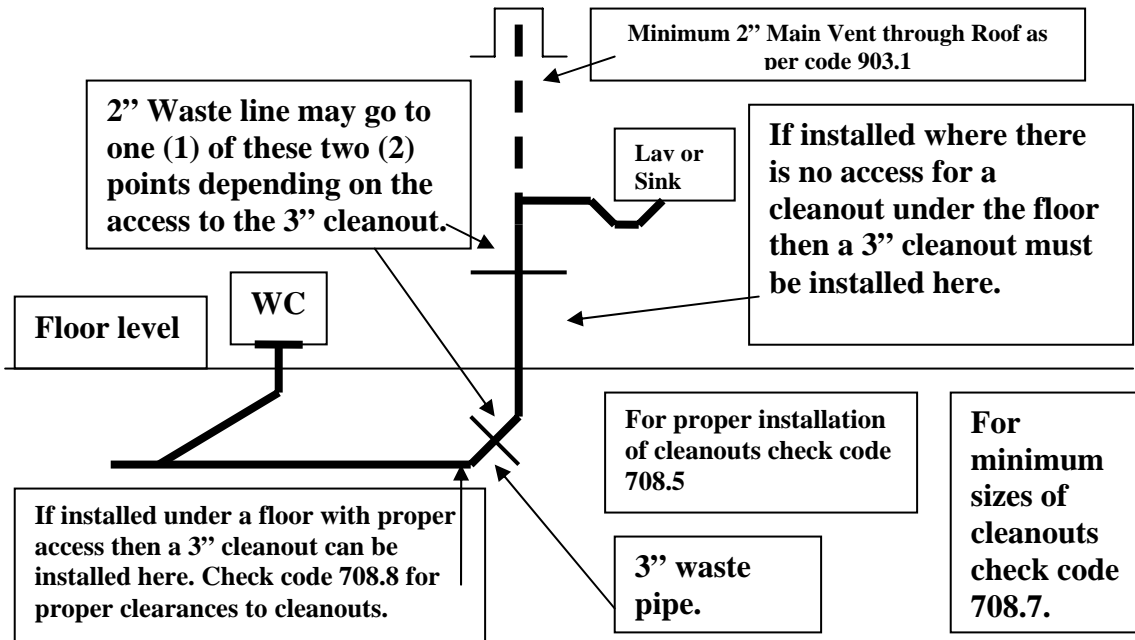 Minimum 2” Main Vent through Roof as
per code 903.1
2” Waste line may go to
one (1) of these two (2)
points depending on the
access to the 3” cleanout.
Lav or
Sink
If installed where there
is no access for a
cleanout under the floor
then a 3” cleanout must
be installed here.
WC
Floor level
For proper installation
of cleanouts check code
708.5
For
minimum
sizes of
cleanouts
check code
708.7.
If installed under a floor with proper
access then a 3” cleanout can be
installed here. Check code 708.8 for
proper clearances to cleanouts.
3” waste
pipe.